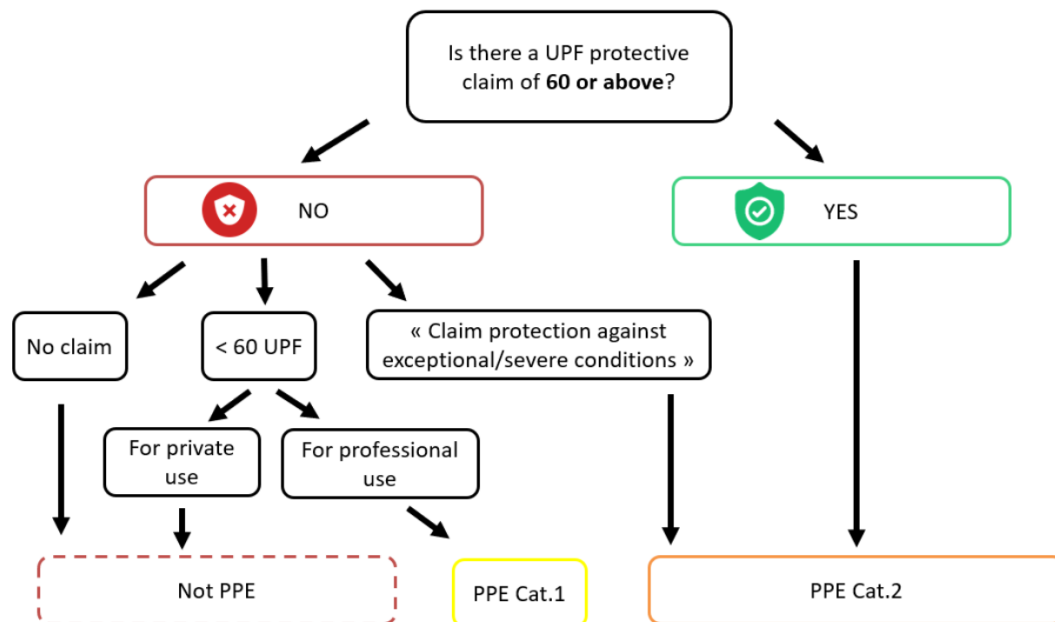 Is there a UPF protective
claim of 60 or above?
NO
YES
No claim
< 60 UPF
« Claim protection against
exceptional/severe conditions »
For private
use
For professional
use
Not PPE
PPE Cat.1
PPE Cat.2